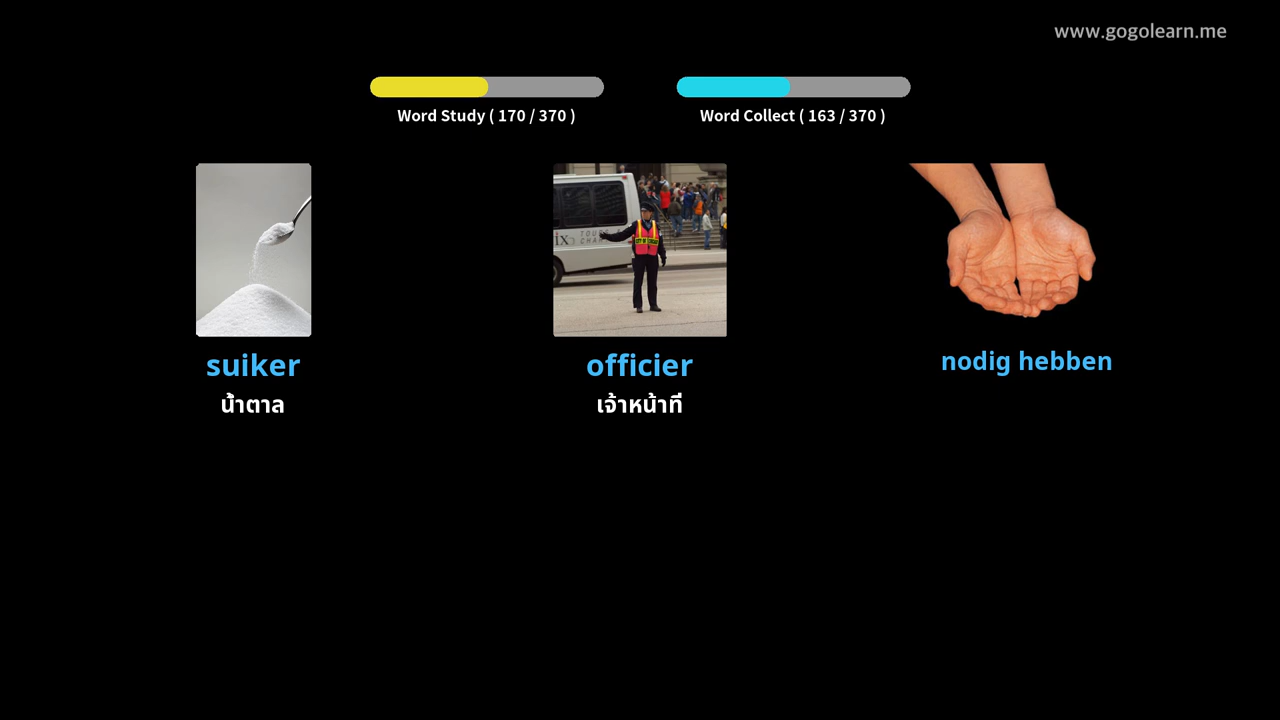 www.gogolearn.me
Word Study ( 170 / 370 )
Word Collect ( 163 / 370 )
suiker
officier
nodig hebben
น้ำตาล
เจ้าหน้าที่